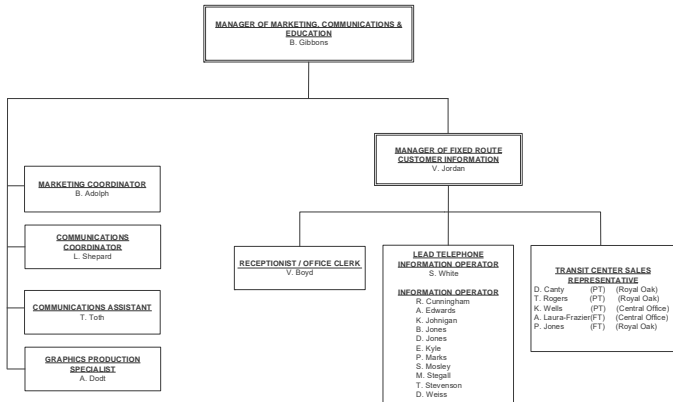 MANAGER OF MARKETING, COMMUNICATIONS &
EDUCATION
B. Gibbons
MANAGER OF FIXED ROUTE
CUSTOMER INFORMATION
V. Jordan
MARKETING COORDINATOR
B. Adolph
COMMUNICATIONS
COORDINATOR
L. Shepard
COMMUNICATIONS ASSISTANT
T. Toth
GRAPHICS PRODUCTION
SPECIALIST
A. Dodt
RECEPTIONIST / OFFICE CLERK
V. Boyd
LEAD TELEPHONE
INFORMATION OPERATOR
S. White
INFORMATION OPERATOR
R. Cunningham
A. Edwards
K. Johnigan
B. Jones
D. Jones
E. Kyle
P. Marks
S. Mosley
M. Stegall
T. Stevenson
D. Weiss
TRANSIT CENTER SALES
REPRESENTATIVE
D. Canty (PT) (Royal Oak)
T. Rogers (PT) (Royal Oak)
K. Wells (PT) (Central Office)
A. Laura-Frazier(FT) (Central Office)
P. Jones (FT) (Royal Oak)